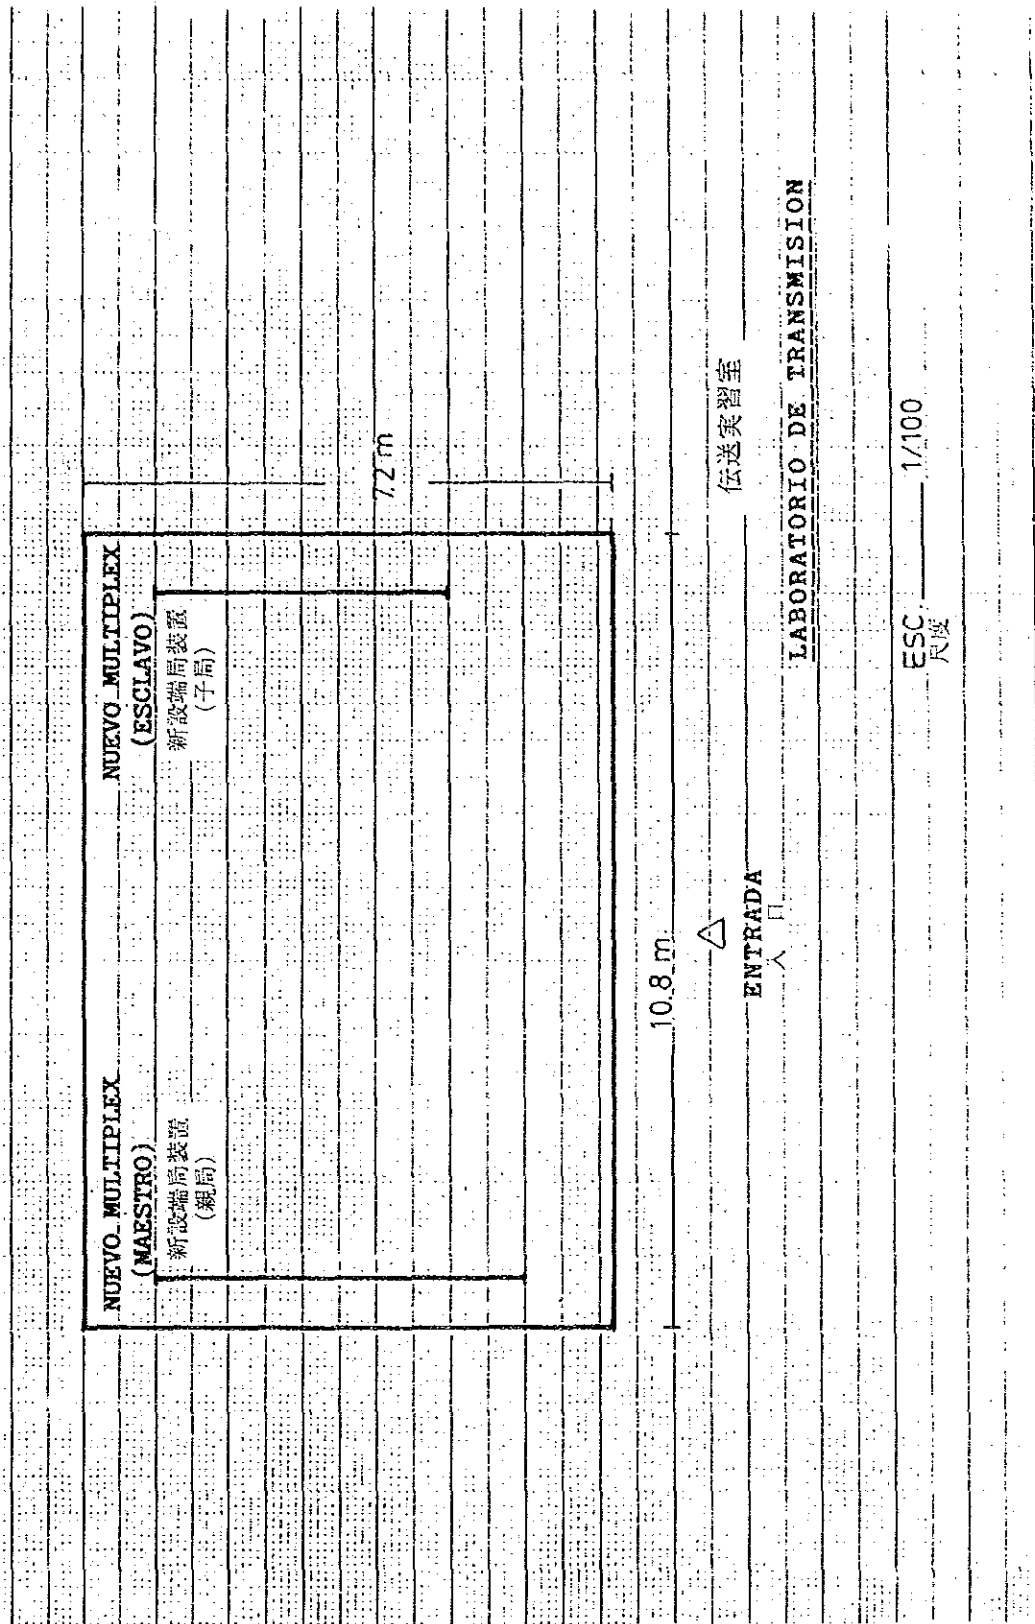 NUEVO MULTIPLEX
(MAESTRO)
新設端局装置
(親局)
NUEVO MULTIPLEX
(ESCLAVO)
新設端局装置
(子局)
7.2 m
10.8 m
ENTRADA
入口
伝送実習室
LABORATORIO DE TRANSMISION
ESC. 1/100
尺度